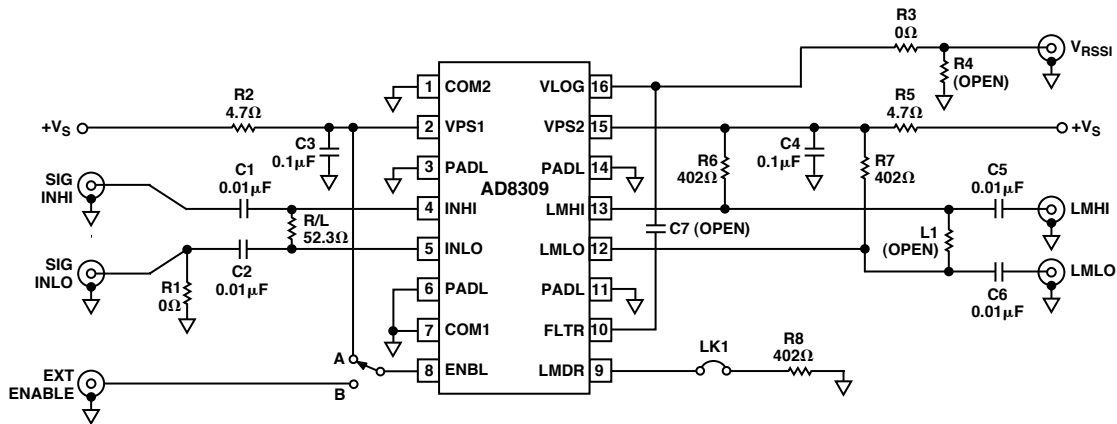 R3
0Ω
VRSSI
R4
(OPEN)
1
COM2
VLOG
16
R2
4.7Ω
R5
4.7Ω
+VS
2
VPS1
VPS2
15
+VS
C3
0.1μF
R6
402Ω
C4
0.1μF
R7
402Ω
3
PADL
PADL
14
AD8309
SIG
INHI
C1
0.01μF
C5
0.01μF
4
INHI
LMHI
13
LMHI
R/L
52.3Ω
C7 (OPEN)
L1
(OPEN)
5
INLO
LMLO
12
SIG
INLO
C2
0.01μF
LMLO
R1
0Ω
C6
0.01μF
6
PADL
PADL
11
7
COM1
FLTR
10
A
LK1
R8
402Ω
8
ENBL
LMDR
9
EXT
ENABLE
B